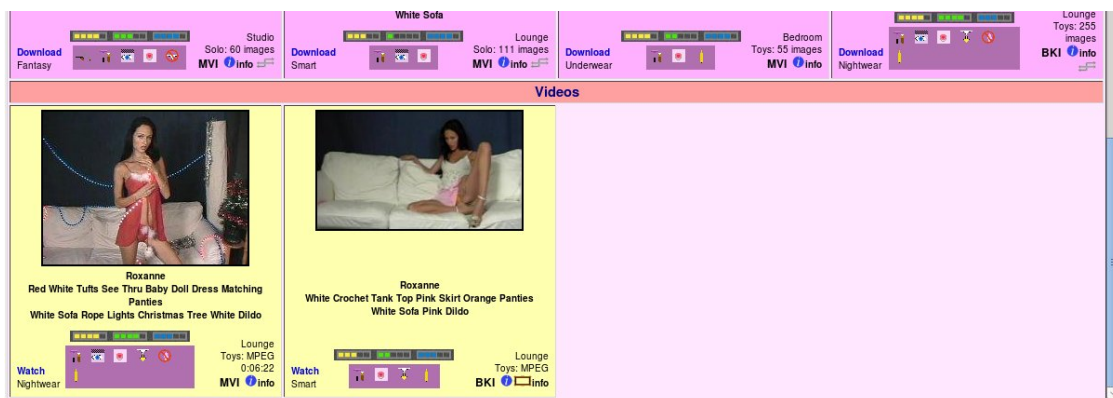 White Sofa
Studio
Solo: 60 images
Download
Fantasy
MVI info
Lounge
Solo: 111 images
Download
Smart
MVI info
Bedroom
Toys: 55 images
Download
Underwear
MVI info
Lounge
Toys: 255
images
Download
Nightwear
BKI info
Videos
Roxanne
Red White Tufts See Thru Baby Doll Dress Matching
Panties
White Sofa Rope Lights Christmas Tree White Dildo
Lounge
Toys: MPEG
0:06:22
Watch
Nightwear
MVI info
Roxanne
White Crochet Tank Top Pink Skirt Orange Panties
White Sofa Pink Dildo
Lounge
Toys: MPEG
Watch
Smart
BKI info